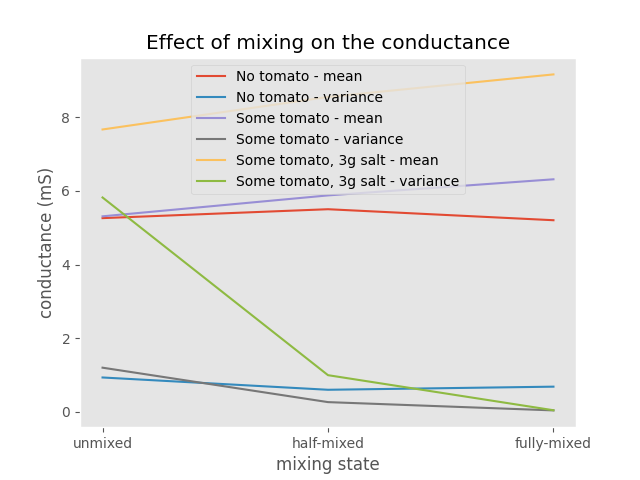 Effect of mixing on the conductance
No tomato - mean
No tomato - variance
Some tomato - mean
Some tomato - variance
Some tomato, 3g salt - mean
Some tomato, 3g salt - variance
conductance (mS)
8
6
4
2
0
unmixed half-mixed fully-mixed
mixing state